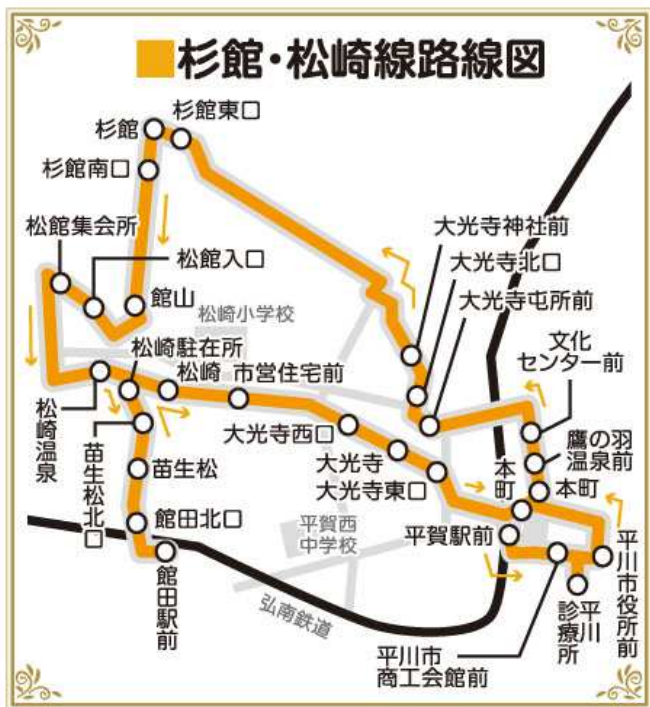 杉館・松崎線路線図
杉館東口
杉館
杉館南口
松館集会所
松館入口
館山
松崎小学校
大光寺神社前
大光寺北口
大光寺屯所前
文化
センター前
松崎駐在所
松崎
市営住宅前
松崎温泉
苗生松北口
苗生松
館田北口
館田駅前
大光寺西口
大光寺
大光寺東口
本町
鷹の羽
温泉前
本町
平賀西
中学校
平賀駅前
弘南鉄道
平川市
商工会館前
平川
診療所
平川市役所前